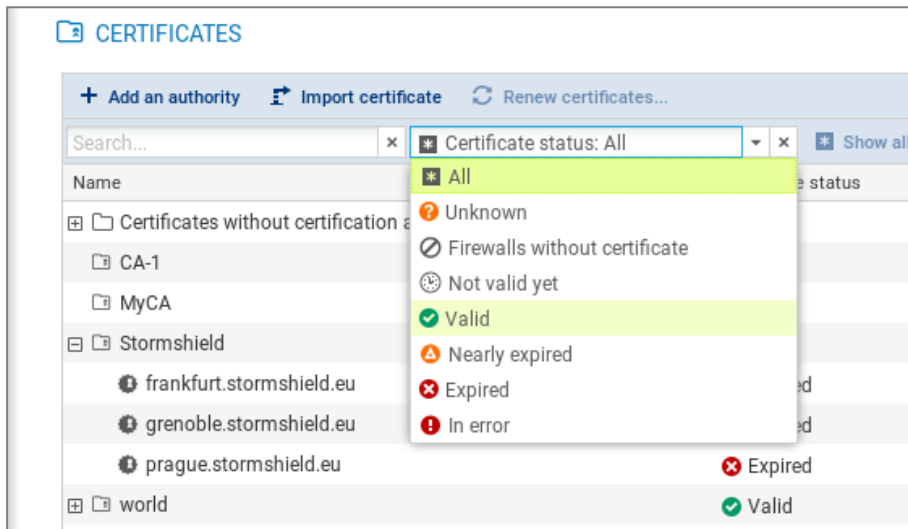 CERTIFICATES
+ Add an authority Import certificate Renew certificates...
Search... × Certificate status: All × Show all
Name e status
All
Unknown
Certificates without certification a
Firewalls without certificate
CA-1
Not valid yet
MyCA
Valid
Stormshield
Nearly expired
frankfurt.stormshield.eu ed
Expired
grenoble.stormshield.eu ed
In error
prague.stormshield.eu Expired
world Valid